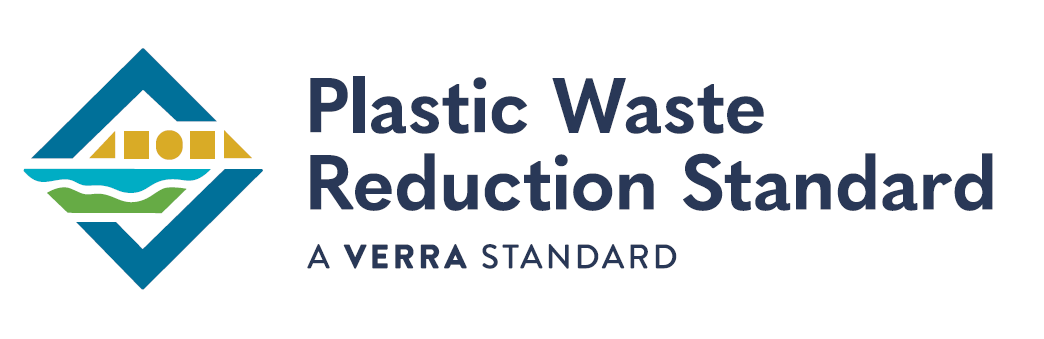 Plastic Waste
Reduction Standard
A VERRA STANDARD